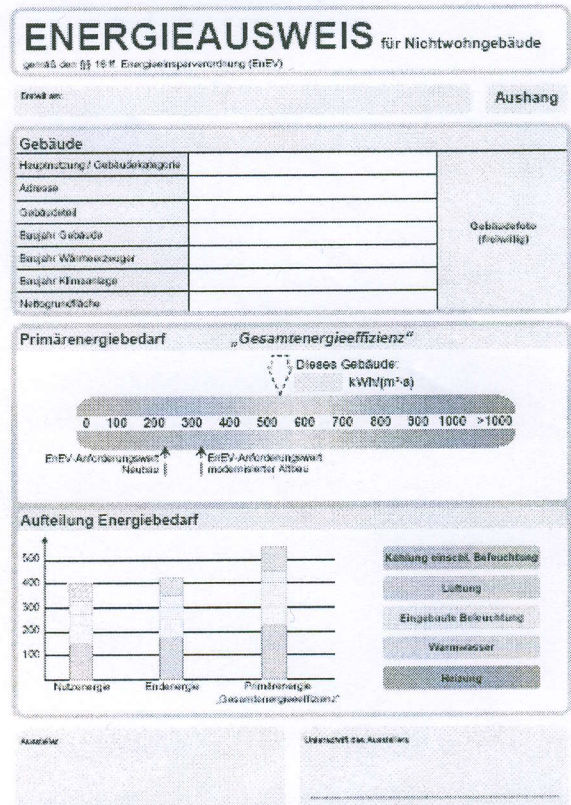 ENERGIEAUSWEIS für Nichtwohngebäude
gemäß den §§ 16 ff. Energieeinsparverordnung (EnEV)
Erstellt am:
Aushang
Gebäude
Hauptnutzung / Gebäudekategorie
Adresse
Gebäudeteil
Baujahr Gebäude
Baujahr Wärmeerzeuger
Baujahr Klimaanlage
Nettogrundfläche
Gebäudefoto
(freiwillig)
Primärenergiebedarf „Gesamtenergieeffizienz“
Dieses Gebäude:
kWh/(m²·a)
0 100 200 300 400 500 600 700 800 900 1000 >1000
EnEV-Anforderungswert
Neubau
EnEV-Anforderungswert
modernisierter Altbau
Aufteilung Energiebedarf
500
400
300
200
100
Nutzenergie
Endenergie
Primärenergie
„Gesamtenergieeffizienz“
Kühlung einschl. Befeuchtung
Lüftung
Eingebaute Beleuchtung
Warmwasser
Heizung
Aussteller
Unterschrift des Ausstellers